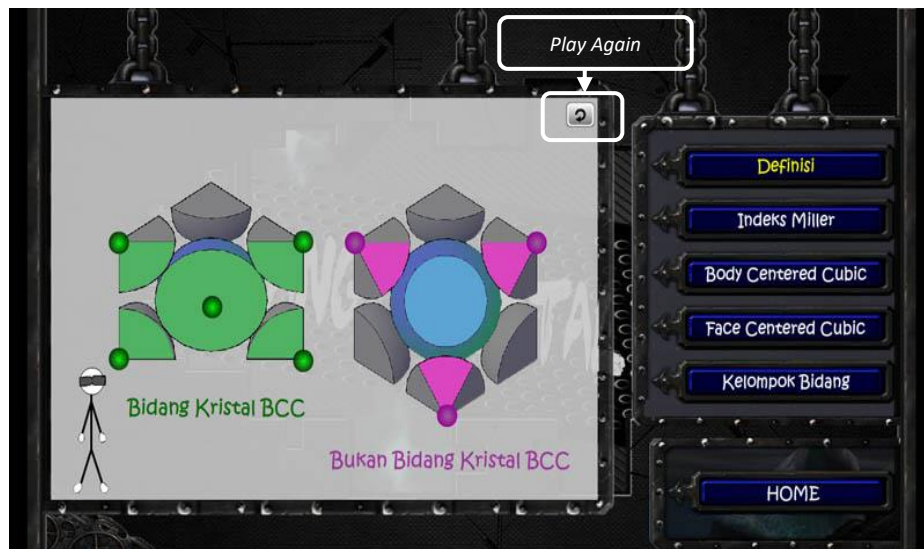 Play Again
Definisi
Indeks Miller
Body Centered Cubic
Face Centered Cubic
Kelompok Bidang
Bidang Kristal BCC
Bukan Bidang Kristal BCC
HOME